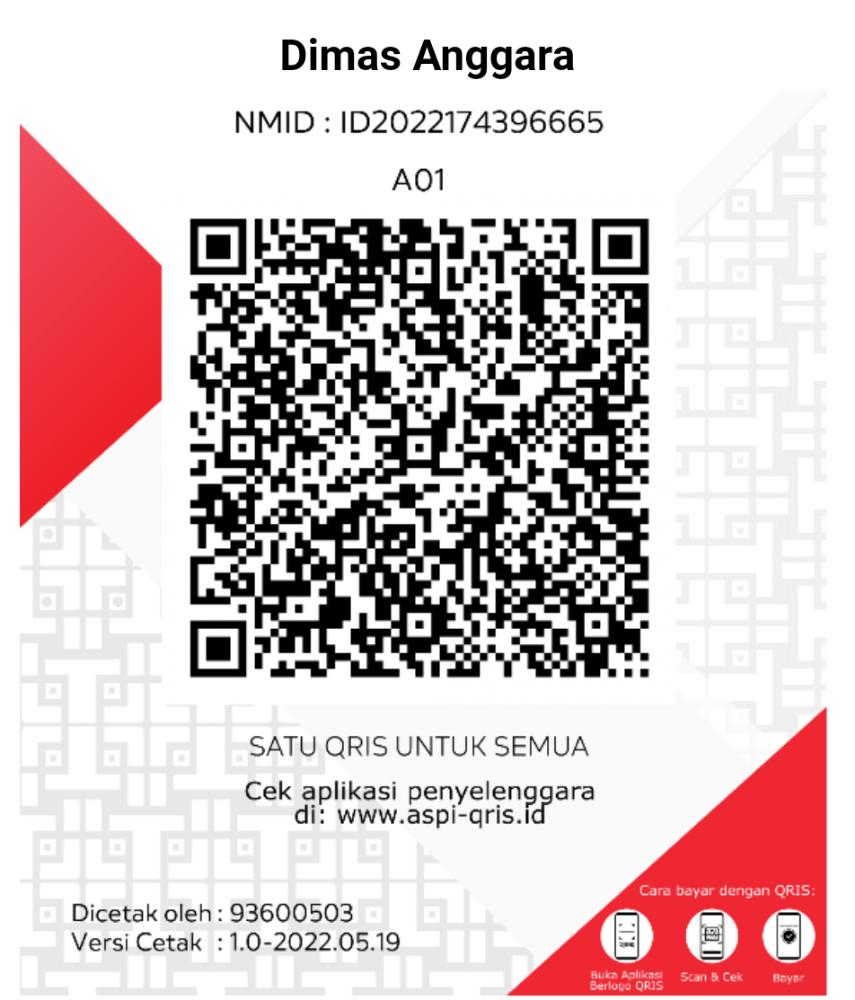 Dimas Anggara
NMID : ID2022174396665
A01
SATU QRIS UNTUK SEMUA
Cek aplikasi penyelenggara
di: www.aspi-qris.id
Dicetak oleh : 93600503
Versi Cetak : 1.0-2022.05.19
Cara bayar dengan QRIS:
Buka Aplikasi
Berlogo QRIS
Scan & Cek
Bayar